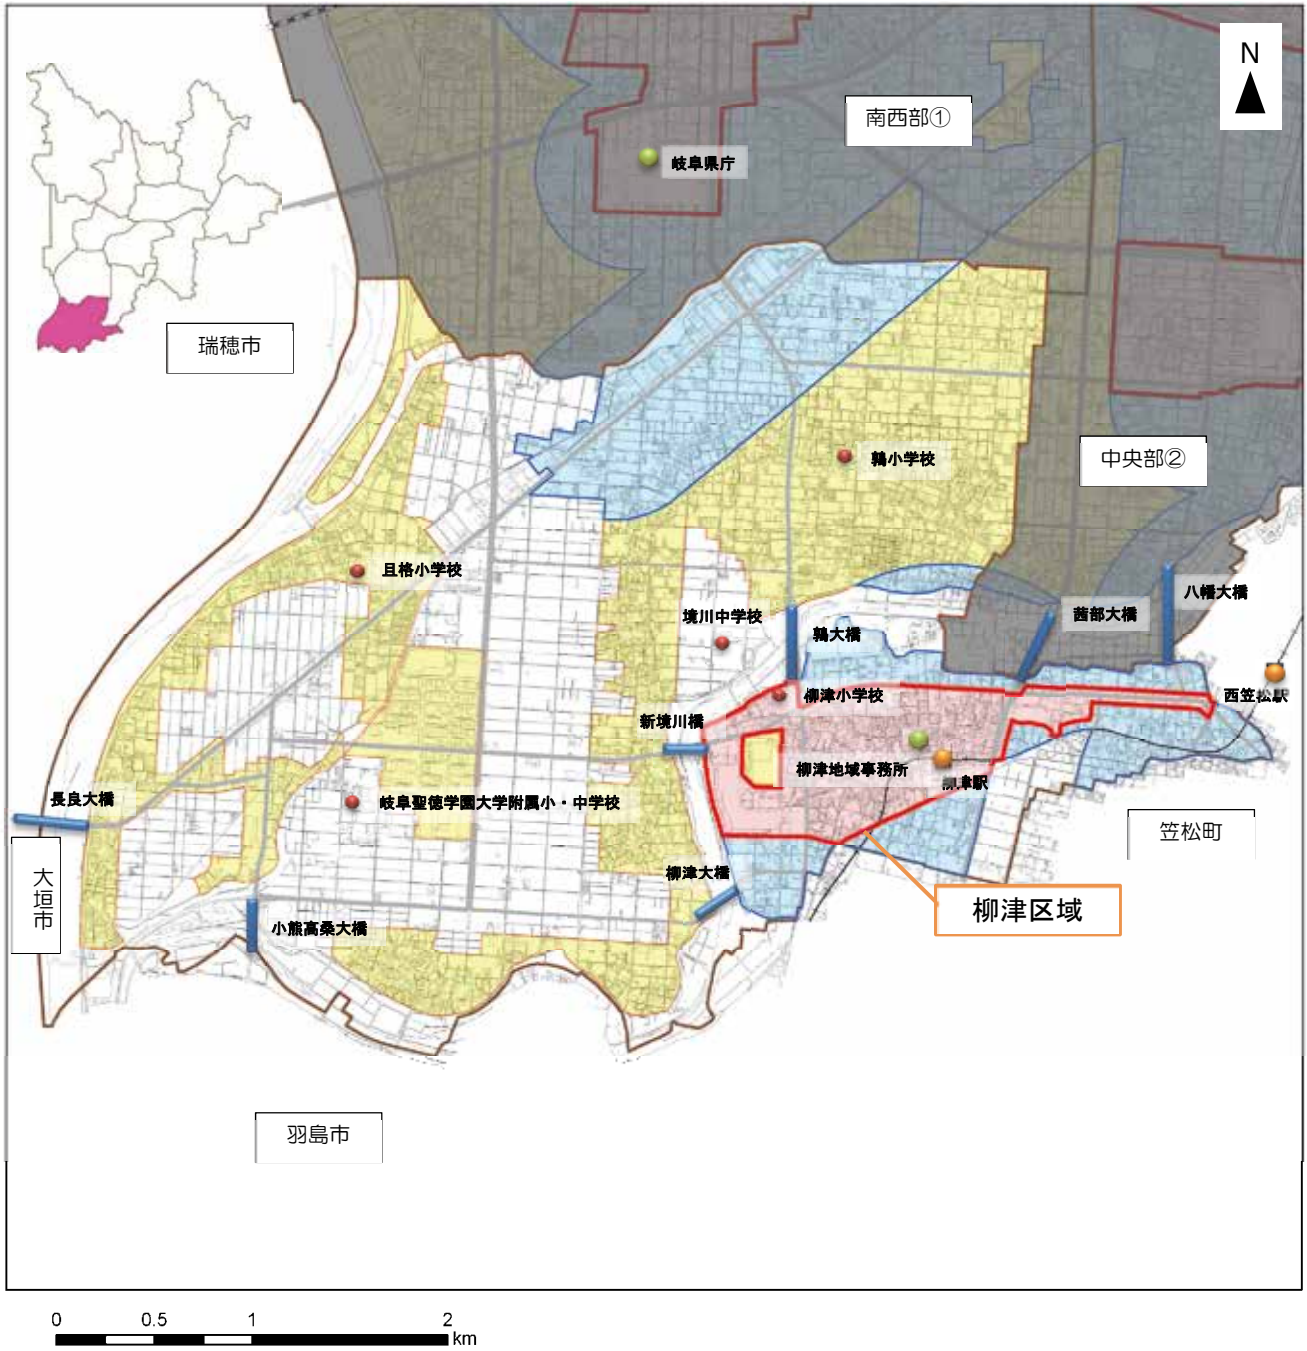 N
南西部①
岐阜県庁
瑞穂市
中央部②
鶉小学校
且格小学校
八幡大橋
茜部大橋
境川中学校
鶉大橋
西笠松駅
柳津小学校
新境川橋
柳津地域事務所
柳津駅
長良大橋
岐阜聖徳学園大学附属小・中学校
笠松町
大垣市
柳津大橋
柳津区域
小熊高桑大橋
羽島市
0 0.5 1 2
km